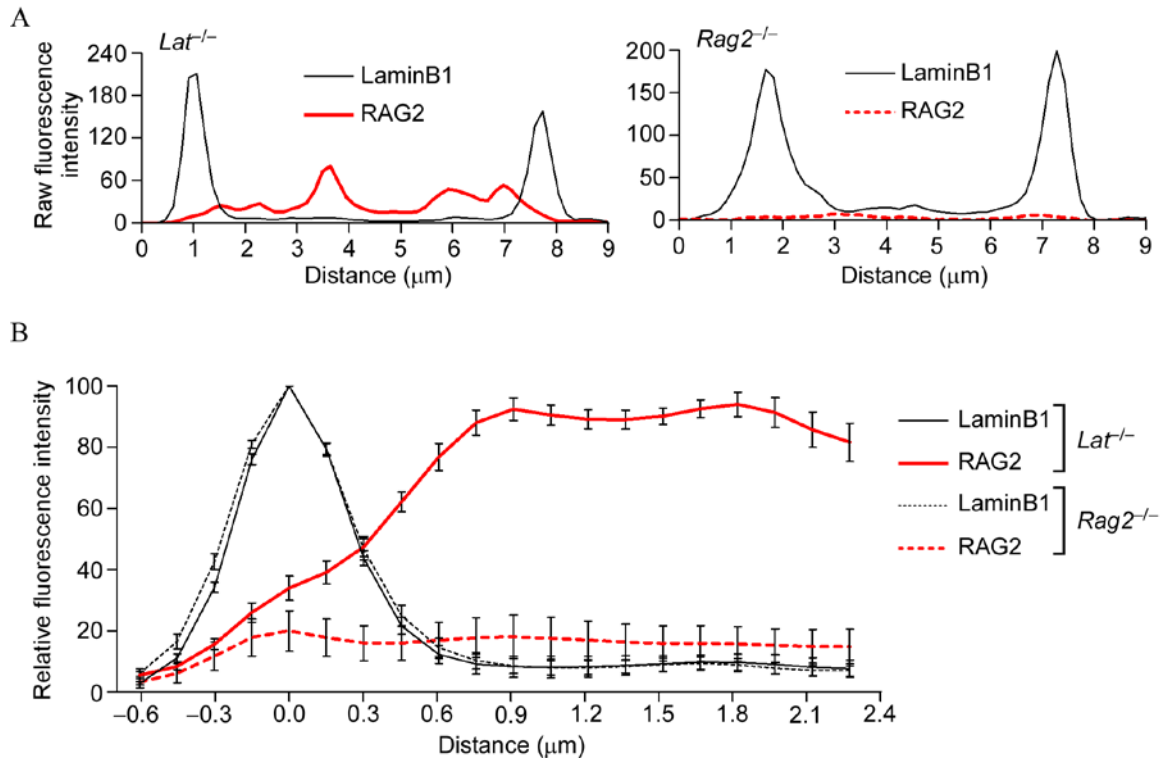 A
Lat–/–
Raw fluorescence
intensity
240
180
120
60
0
LaminB1
RAG2
0 1 2 3 4 5 6 7 8 9
Distance (μm)
Rag2–/–
200
150
100
50
0
LaminB1
RAG2
0 1 2 3 4 5 6 7 8 9
Distance (μm)
B
Relative fluorescence intensity
100
80
60
40
20
0
–0.6 –0.3 0.0 0.3 0.6 0.9 1.2 1.5 1.8 2.1 2.4
Distance (μm)
LaminB1
RAG2
Lat–/–
LaminB1
RAG2
Rag2–/–